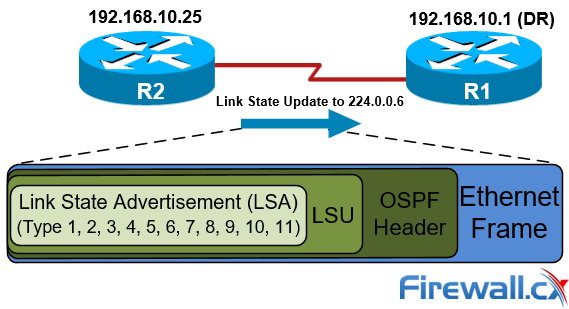 192.168.10.25
192.168.10.1 (DR)
R2
R1
Link State Update to 224.0.0.6
Link State Advertisement (LSA)
(Type 1, 2, 3, 4, 5, 6, 7, 8, 9, 10, 11)
LSU
OSPF
Header
Ethernet
Frame
Firewall.cx